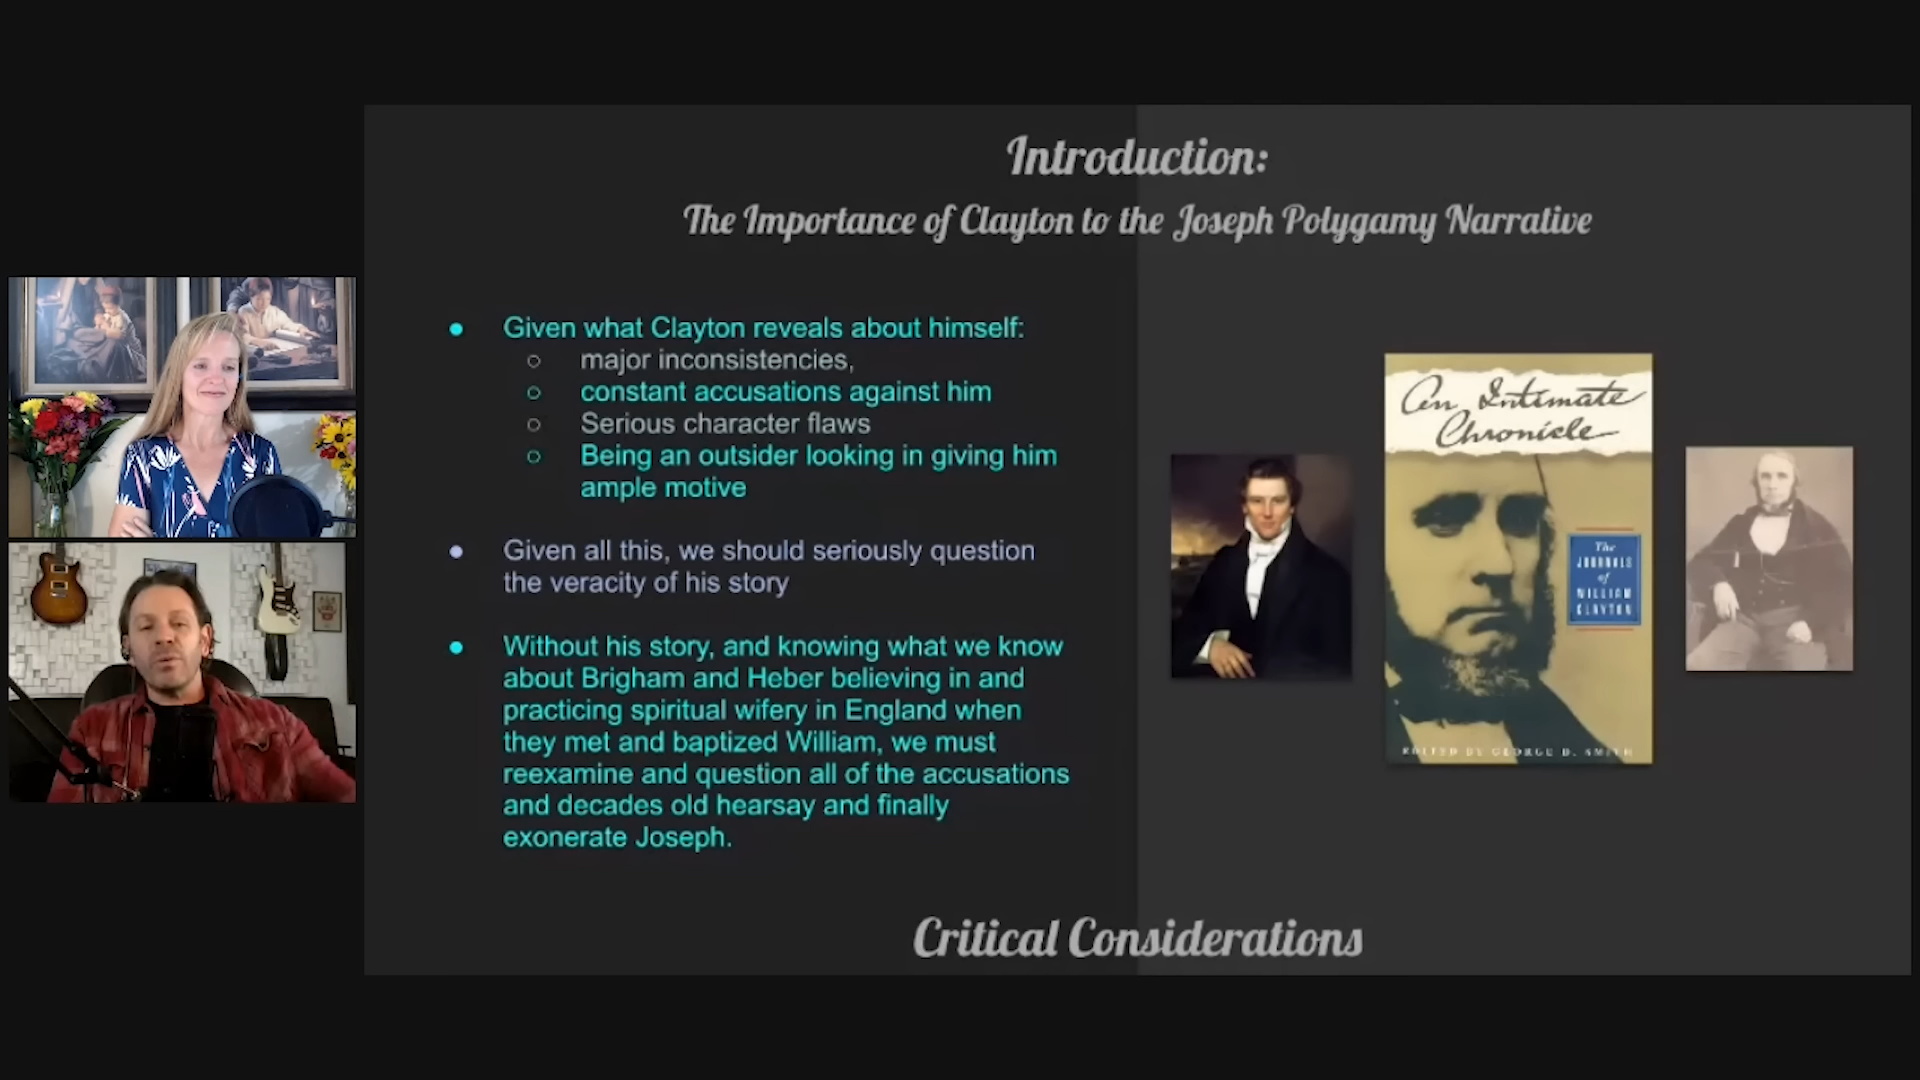 Introduction:
The Importance of Clayton to the Joseph Polygamy Narrative
Given what Clayton reveals about himself:
major inconsistencies,
constant accusations against him
Serious character flaws
Being an outsider looking in giving him
ample motive
Given all this, we should seriously question
the veracity of his story
Without his story, and knowing what we know
about Brigham and Heber believing in and
practicing spiritual wifery in England when
they met and baptized William, we must
reexamine and question all of the accusations
and decades old hearsay and finally
exonerate Joseph.
An Intimate
Chronicle
The
JOURNALS
of
WILLIAM
CLAYTON
EDITED BY GEORGE D. SMITH
Critical Considerations